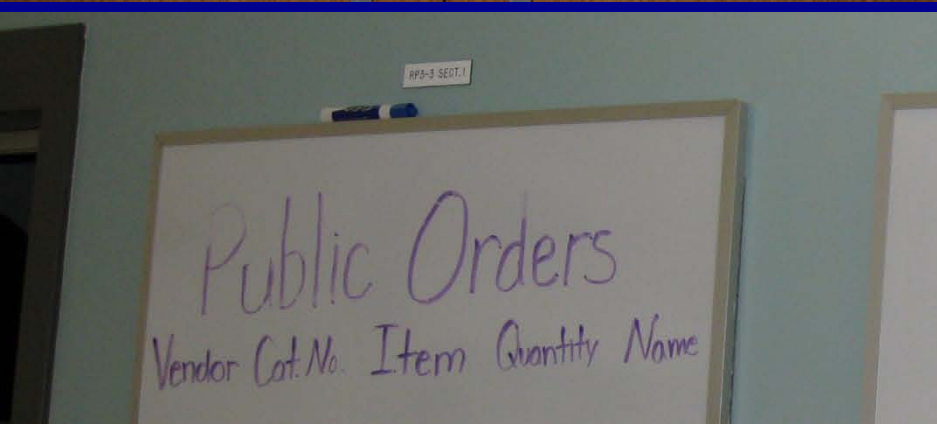 RP3-3 SECT.1
Public Orders
Vendor Cat. No. Item Quantity Name